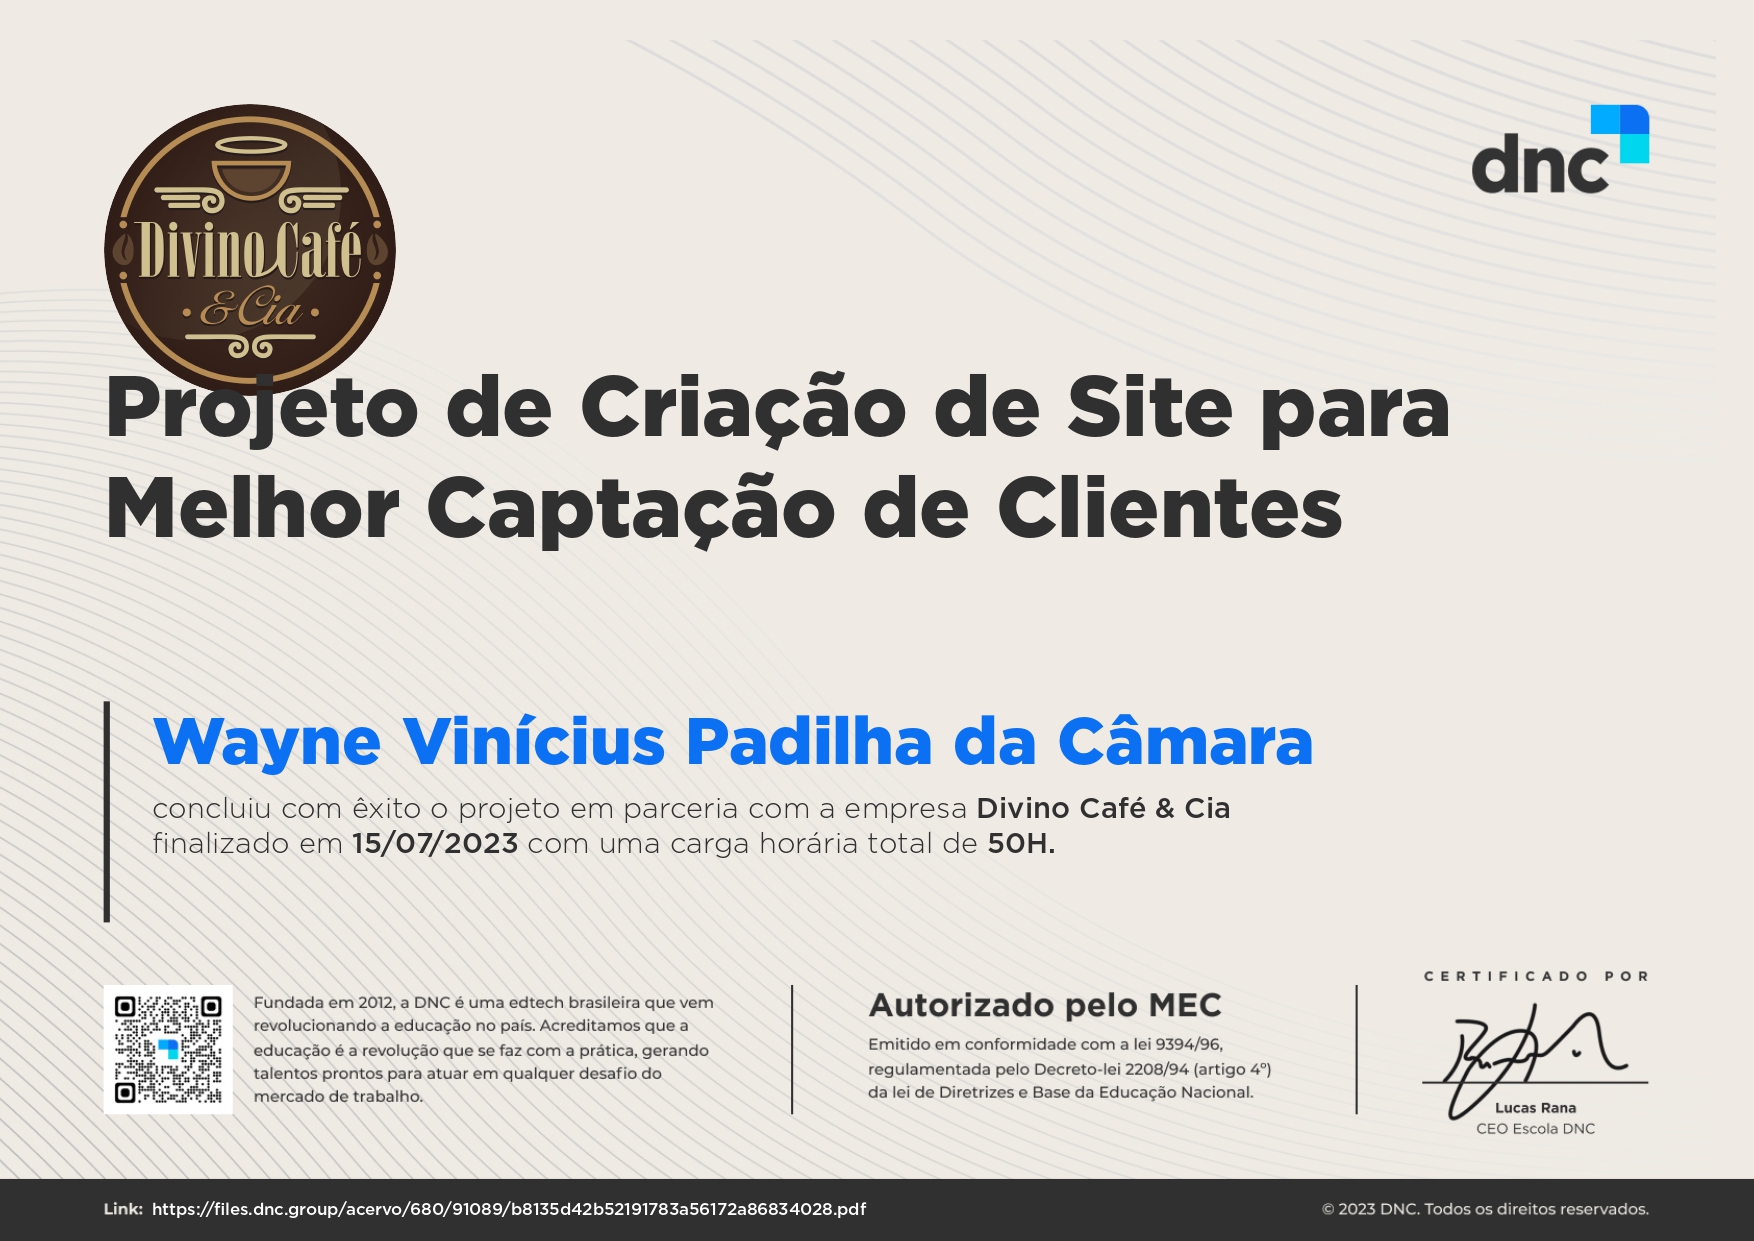 Divino Café
& Cia
dnc
Projeto de Criação de Site para
Melhor Captação de Clientes
Wayne Vinícius Padilha da Câmara
concluiu com êxito o projeto em parceria com a empresa Divino Café & Cia
finalizado em 15/07/2023 com uma carga horária total de 50H.
Fundada em 2012, a DNC é uma edtech brasileira que vem
revolucionando a educação no país. Acreditamos que a
educação é a revolução que se faz com a prática, gerando
talentos prontos para atuar em qualquer desafio do
mercado de trabalho.
Autorizado pelo MEC
Emitido em conformidade com a lei 9394/96,
regulamentada pelo Decreto-lei 2208/94 (artigo 4º)
da lei de Diretrizes e Base da Educação Nacional.
CERTIFICADO POR
Lucas Rana
CEO Escola DNC
Link: https://files.dnc.group/acervo/680/91089/b8135d42b52191783a56172a86834028.pdf
© 2023 DNC. Todos os direitos reservados.